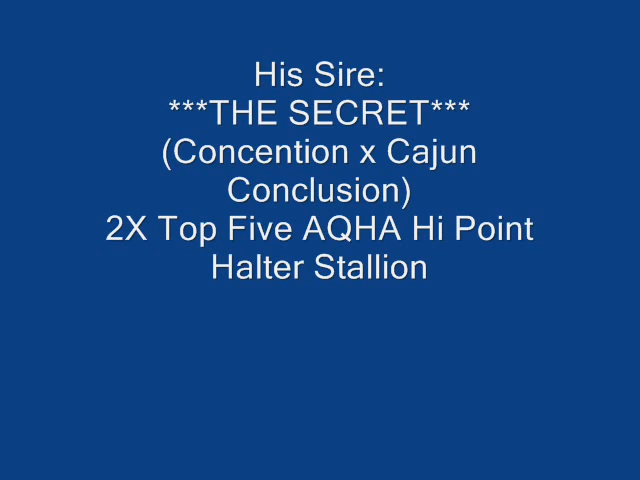 His Sire:
***THE SECRET***
(Concention x Cajun
Conclusion)
2X Top Five AQHA Hi Point
Halter Stallion